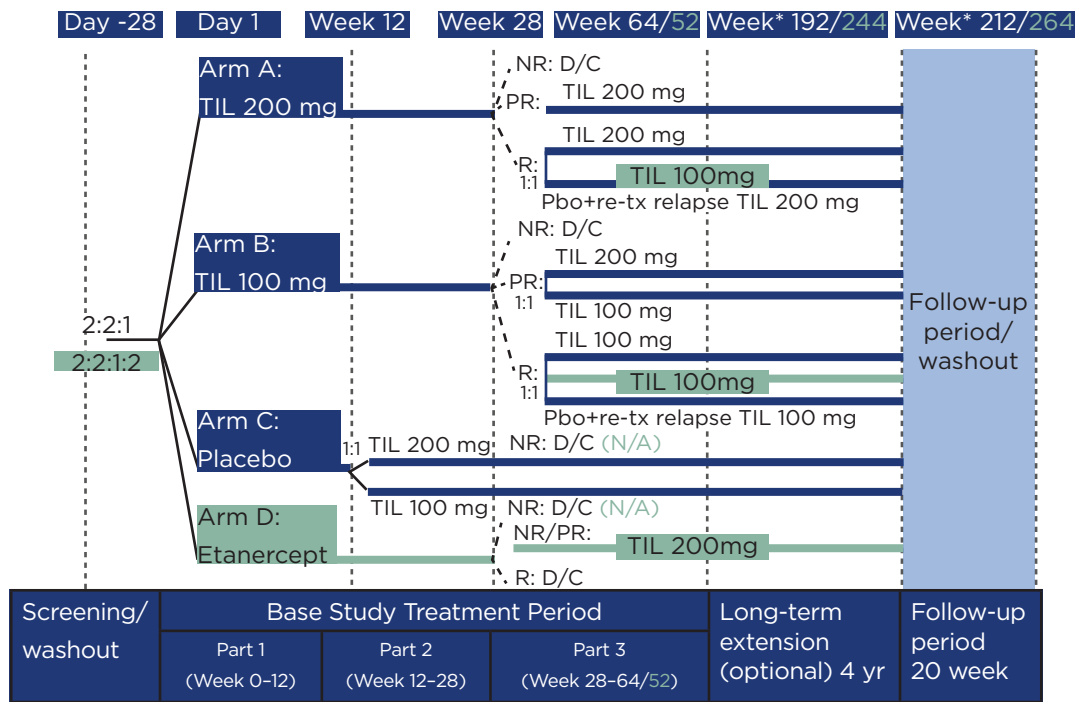 Day -28
Day 1
Week 12
Week 28
Week 64/52
Week* 192/244
Week* 212/264
Arm A:
TIL 200 mg
NR: D/C
PR:
TIL 200 mg
TIL 200 mg
R:
1:1
TIL 100mg
Pbo+re-tx relapse TIL 200 mg
Arm B:
TIL 100 mg
NR: D/C
TIL 200 mg
PR:
1:1
TIL 100 mg
TIL 100 mg
R:
1:1
TIL 100mg
Pbo+re-tx relapse TIL 100 mg
2:2:1
2:2:1:2
Arm C:
Placebo
1:1
TIL 200 mg
NR: D/C (N/A)
TIL 100 mg
NR: D/C (N/A)
Arm D:
Etanercept
NR/PR:
TIL 200mg
R: D/C
Follow-up
period/
washout
Screening/
washout
Base Study Treatment Period
Part 1
(Week 0–12)
Part 2
(Week 12–28)
Part 3
(Week 28–64/52)
Long-term
extension
(optional) 4 yr
Follow-up
period
20 week